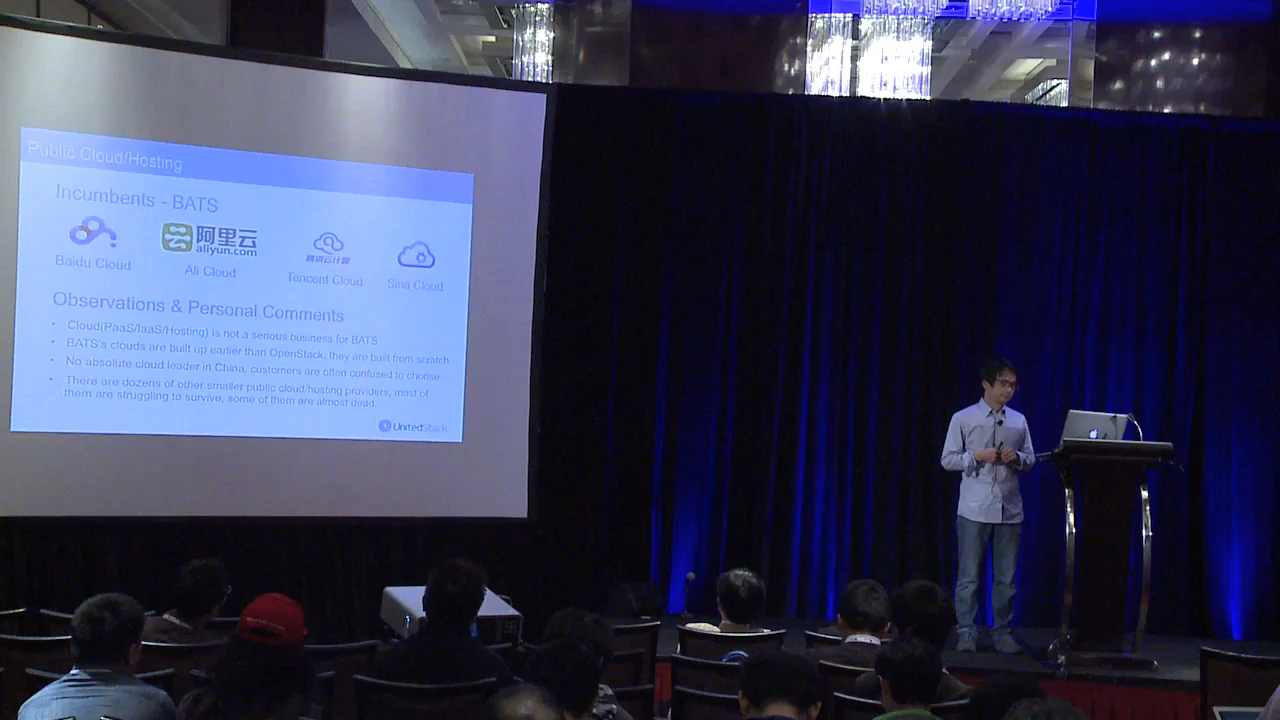 Public Cloud/Hosting
Incumbents - BATS
阿里云
aliyun.com
Baidu Cloud
Ali Cloud
Tencent Cloud
Sina Cloud
Observations & Personal Comments
• Cloud(PaaS/IaaS/Hosting) is not a serious business for BATS.
• BATS's clouds are built up earlier than OpenStack, they are built from scratch.
• No absolute cloud leader in China, customers are often confused to choose.
• There are dozens of other smaller public cloud/hosting providers, most of
them are struggling to survive, some of them are almost dead.
UnitedStack